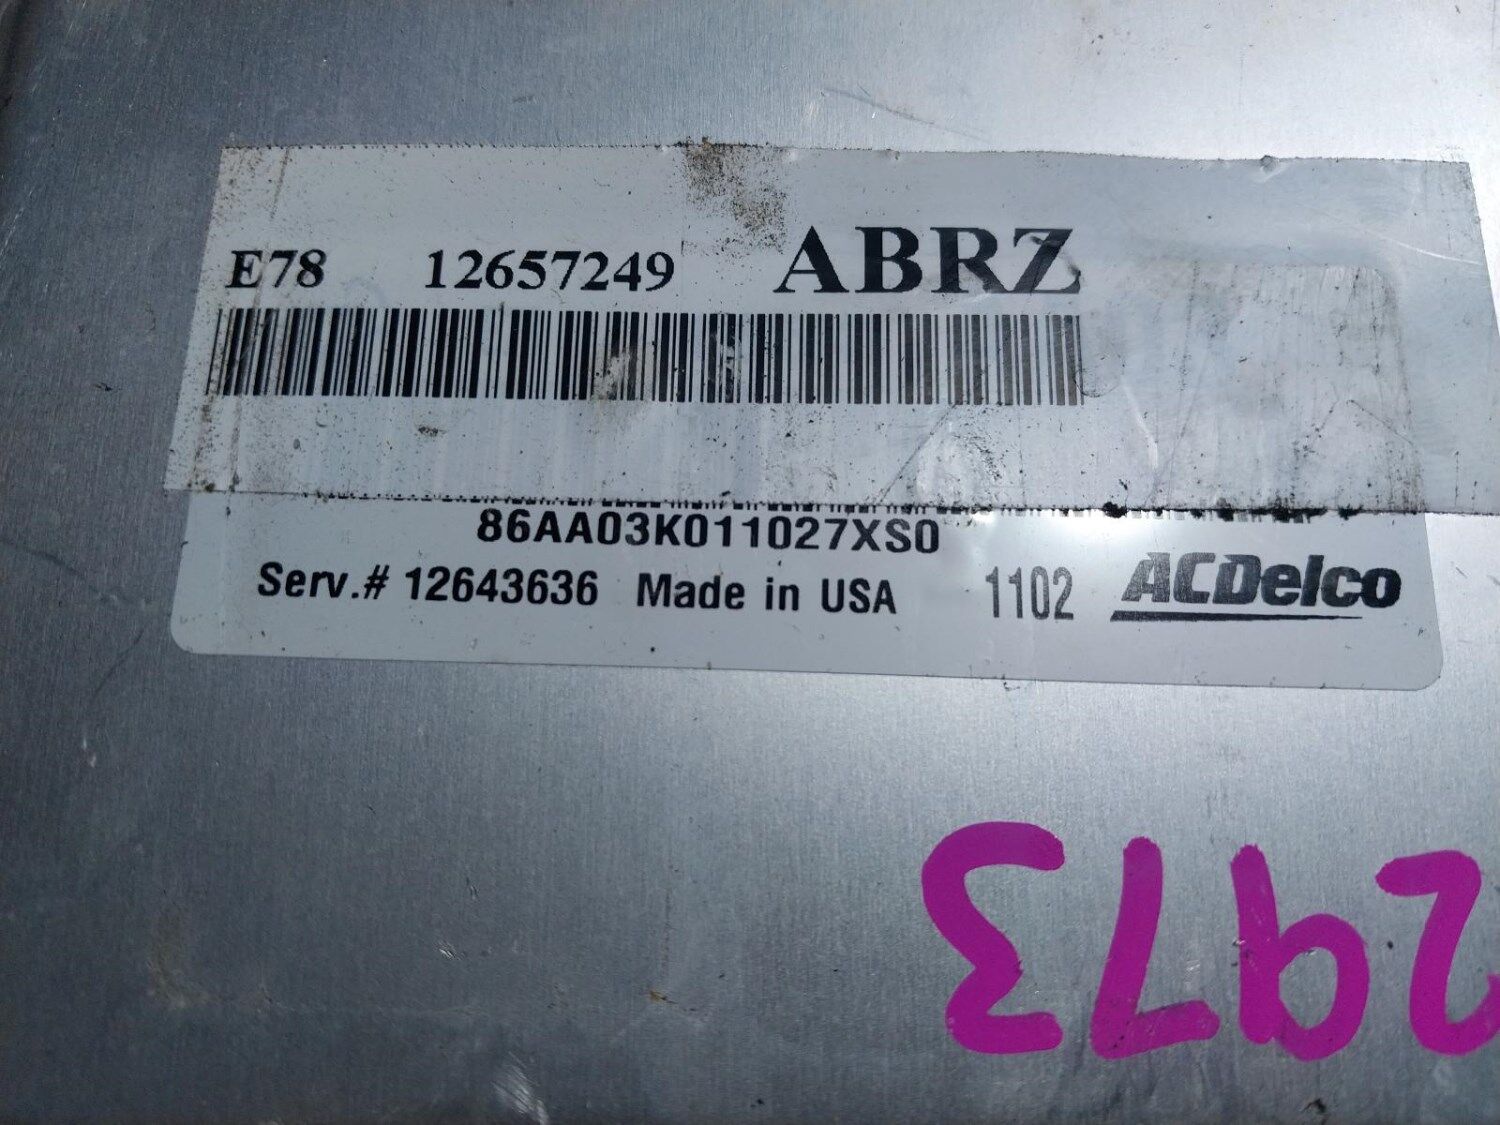 E78 12657249 ABRZ
86AA03K011027XS0
Serv.# 12643636 Made in USA 1102 ACDelco
2973